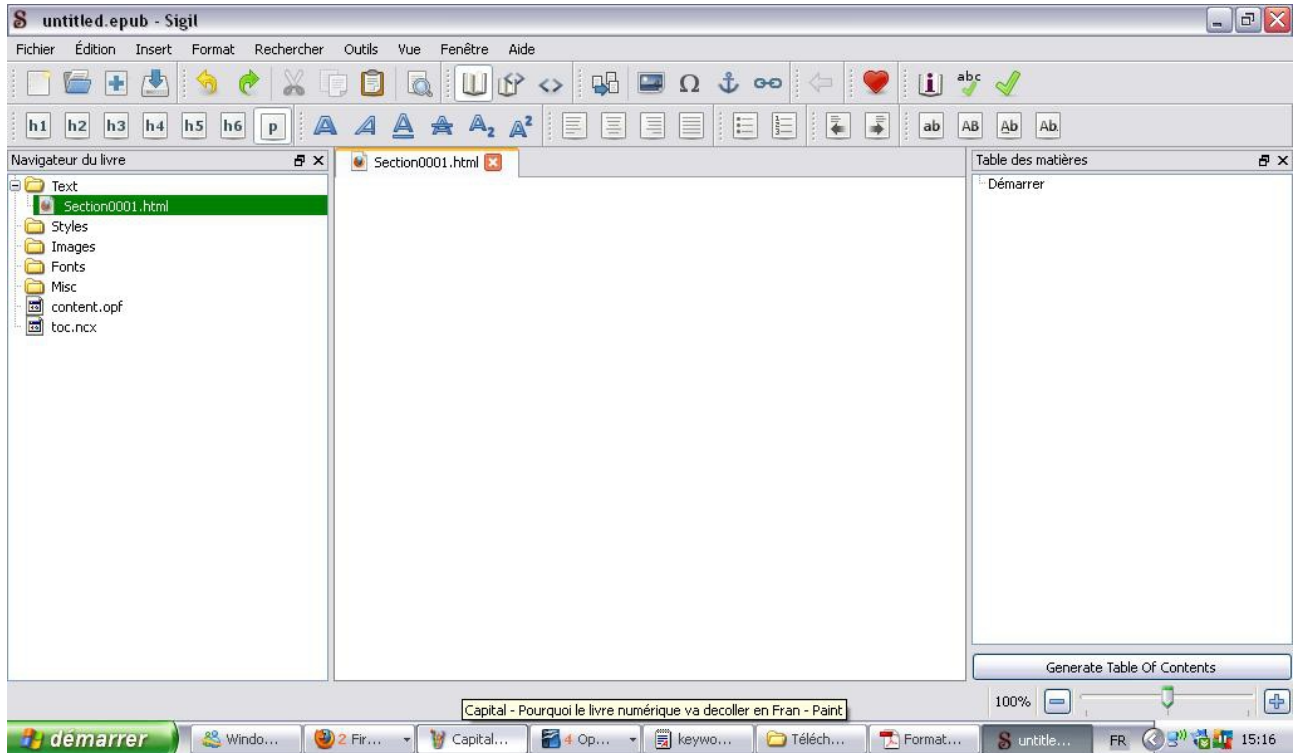 untitled.epub - Sigil
Fichier Édition Insert Format Rechercher Outils Vue Fenêtre Aide
Ω abc
h1 h2 h3 h4 h5 h6 p A A A A A₂ A² ab AB Ab Ab
Navigateur du livre
Section0001.html
Table des matières
Text
Section0001.html
Styles
Images
Fonts
Misc
content.opf
toc.ncx
Démarrer
Generate Table Of Contents
100%
Capital - Pourquoi le livre numérique va decoller en Fran - Paint
démarrer Windo... 2 Fir... Capital... 4 Op... keywo... Téléch... Format... untitle... FR 15:16